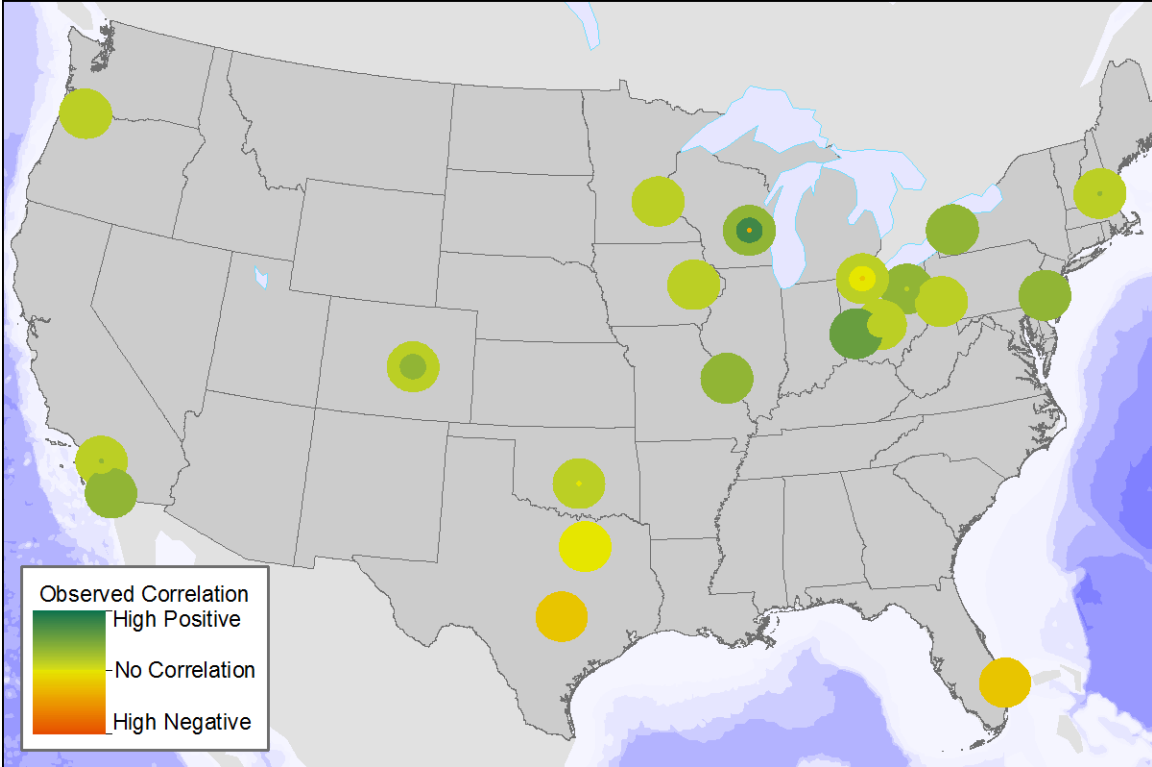 Observed Correlation
High Positive
No Correlation
High Negative